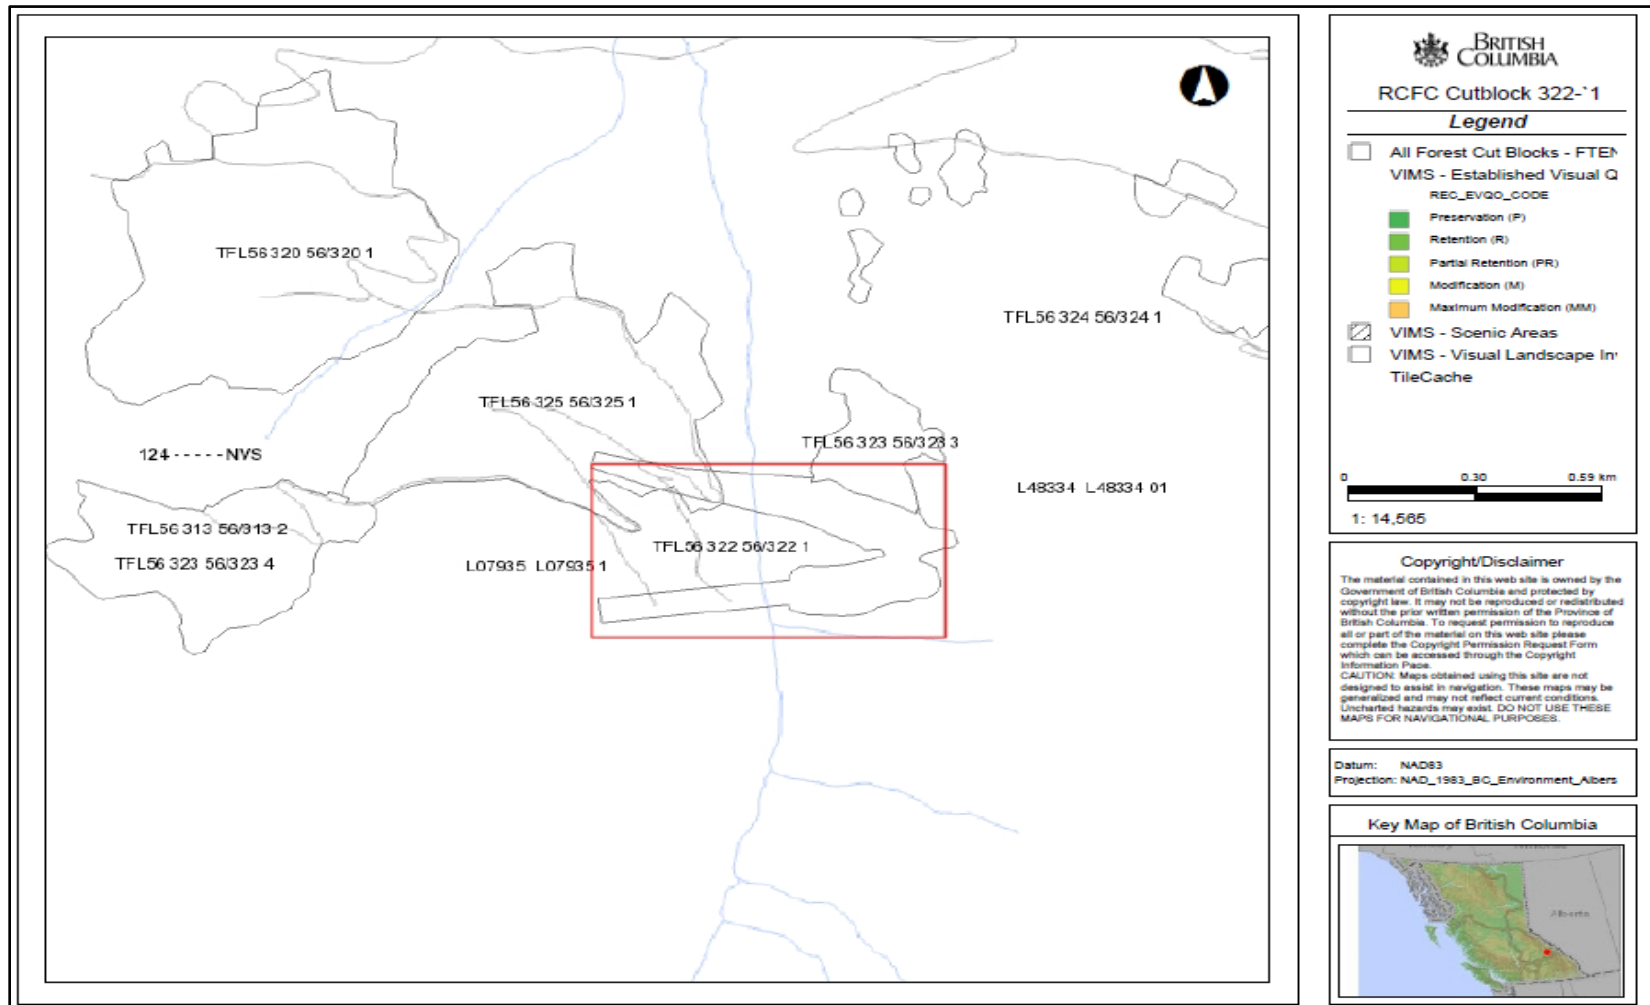 TFL56 320 56/320 1
TFL56 324 56/324 1
TFL56 325 56/325 1
TFL56 323 56/323 3
124 - - - - - NVS
L48334 L48334 01
TFL56 313 56/313 2
TFL56 322 56/322 1
TFL56 323 56/323 4
L07935 L07935 1
BRITISH
COLUMBIA
RCFC Cutblock 322-`1
Legend
All Forest Cut Blocks - FTEN
VIMS - Established Visual Q
REC_EVQO_CODE
Preservation (P)
Retention (R)
Partial Retention (PR)
Modification (M)
Maximum Modification (MM)
VIMS - Scenic Areas
VIMS - Visual Landscape Inv
TileCache
0 0.30 0.59 km
1: 14,565
Copyright/Disclaimer
The material contained in this web site is owned by the
Government of British Columbia and protected by
copyright law. It may not be reproduced or redistributed
without the prior written permission of the Province of
British Columbia. To request permission to reproduce
all or part of the material on this web site please
complete the Copyright Permission Request Form
which can be accessed through the Copyright
Information Page.
CAUTION: Maps obtained using this site are not
designed to assist in navigation. These maps may be
generalized and may not reflect current conditions.
Uncharted hazards may exist. DO NOT USE THESE
MAPS FOR NAVIGATIONAL PURPOSES.
Datum: NAD83
Projection: NAD_1983_BC_Environment_Albers
Key Map of British Columbia
Alberta